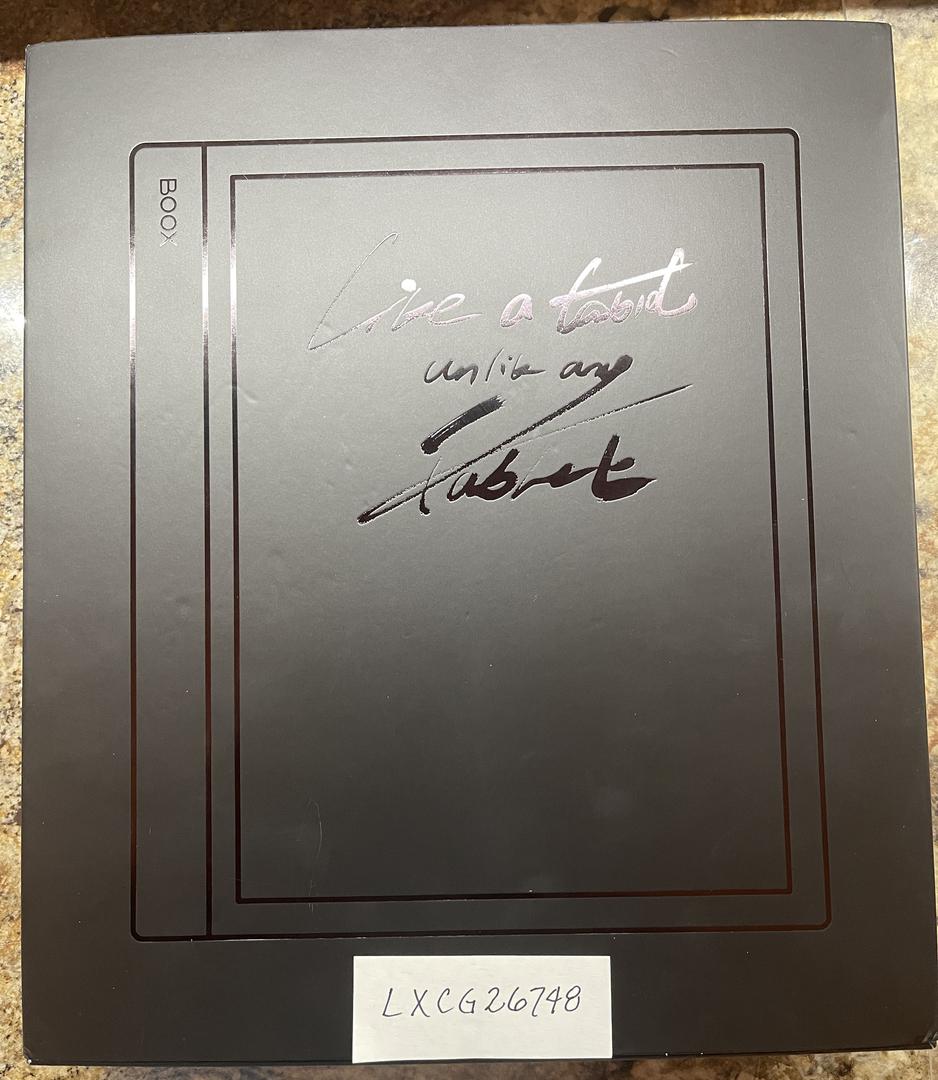 BOOX
Like a tablet
unlike any
tablet
LXCG26748